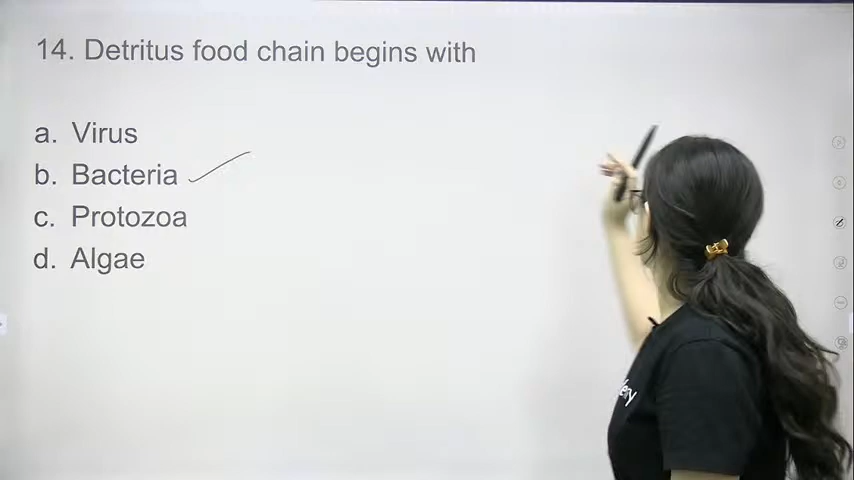 14. Detritus food chain begins with
a. Virus
b. Bacteria
c. Protozoa
d. Algae